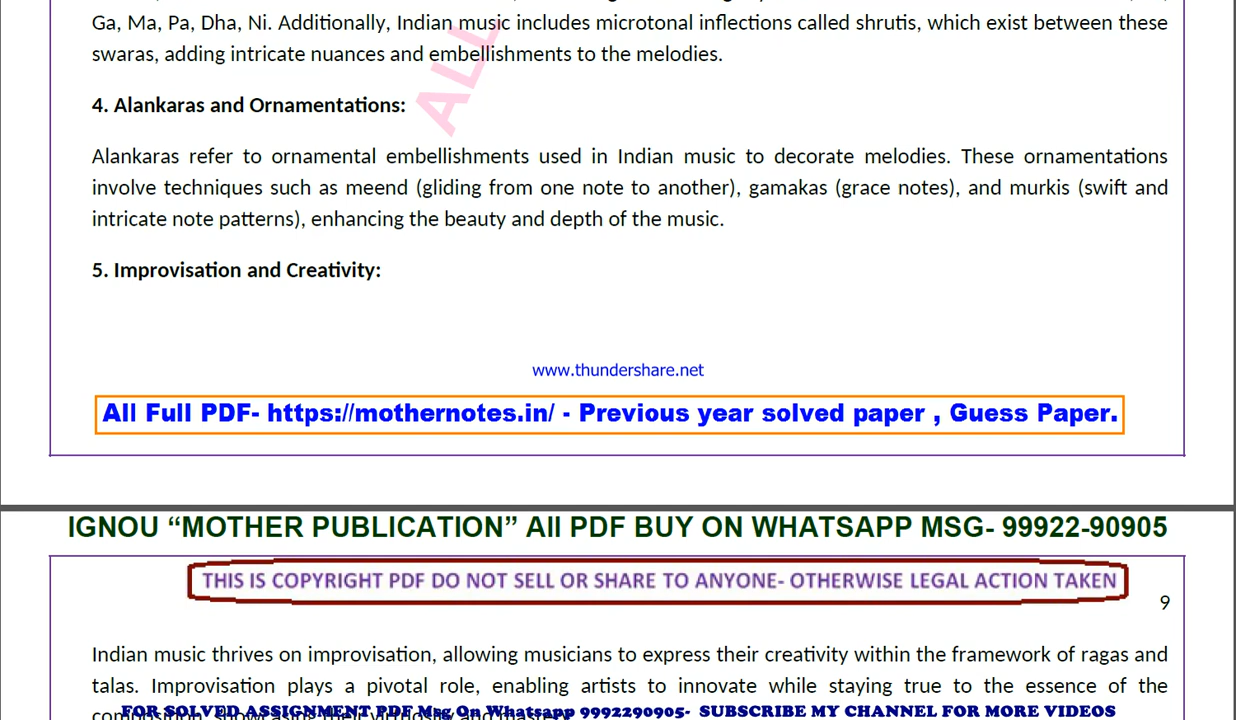 Ga, Ma, Pa, Dha, Ni. Additionally, Indian music includes microtonal inflections called shrutis, which exist between these
swaras, adding intricate nuances and embellishments to the melodies.
ALL
4. Alankaras and Ornamentations:
Alankaras refer to ornamental embellishments used in Indian music to decorate melodies. These ornamentations
involve techniques such as meend (gliding from one note to another), gamakas (grace notes), and murkis (swift and
intricate note patterns), enhancing the beauty and depth of the music.
5. Improvisation and Creativity:
www.thundershare.net
All Full PDF- https://mothernotes.in/ - Previous year solved paper , Guess Paper.
IGNOU “MOTHER PUBLICATION” All PDF BUY ON WHATSAPP MSG- 99922-90905
THIS IS COPYRIGHT PDF DO NOT SELL OR SHARE TO ANYONE- OTHERWISE LEGAL ACTION TAKEN
9
Indian music thrives on improvisation, allowing musicians to express their creativity within the framework of ragas and
talas. Improvisation plays a pivotal role, enabling artists to innovate while staying true to the essence of the
composition, showcasing their virtuosity and mastery.
FOR SOLVED ASSIGNMENT PDF Msg On Whatsapp 9992290905- SUBSCRIBE MY CHANNEL FOR MORE VIDEOS